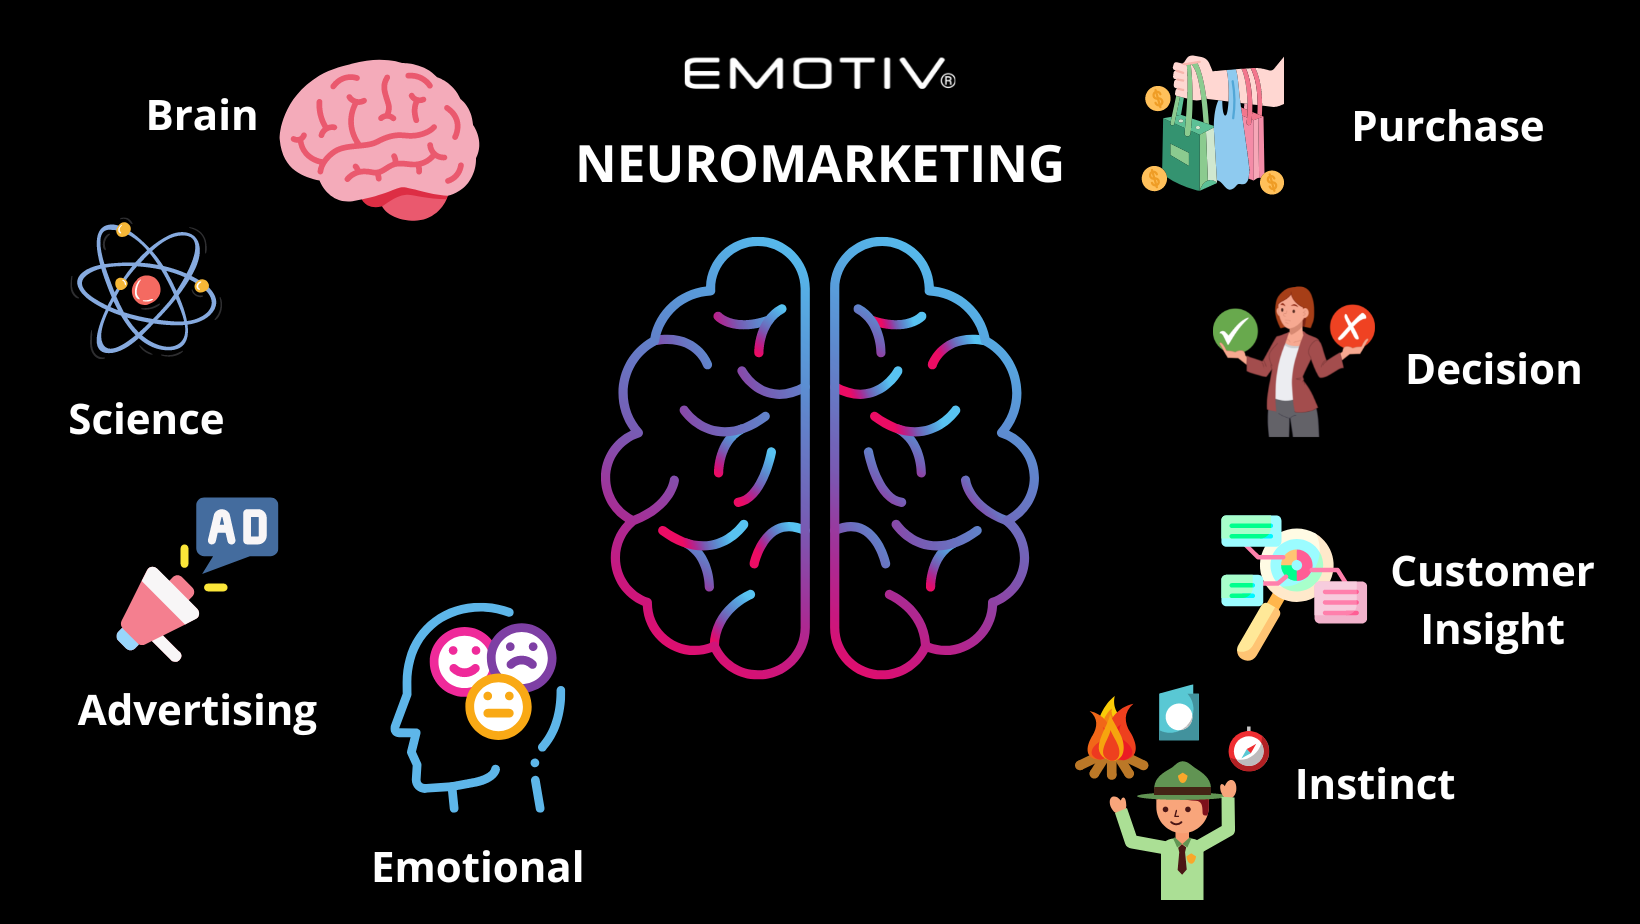 EMOTIV®
NEUROMARKETING
Brain
Science
AD
Advertising
Emotional
Purchase
Decision
Customer
Insight
Instinct